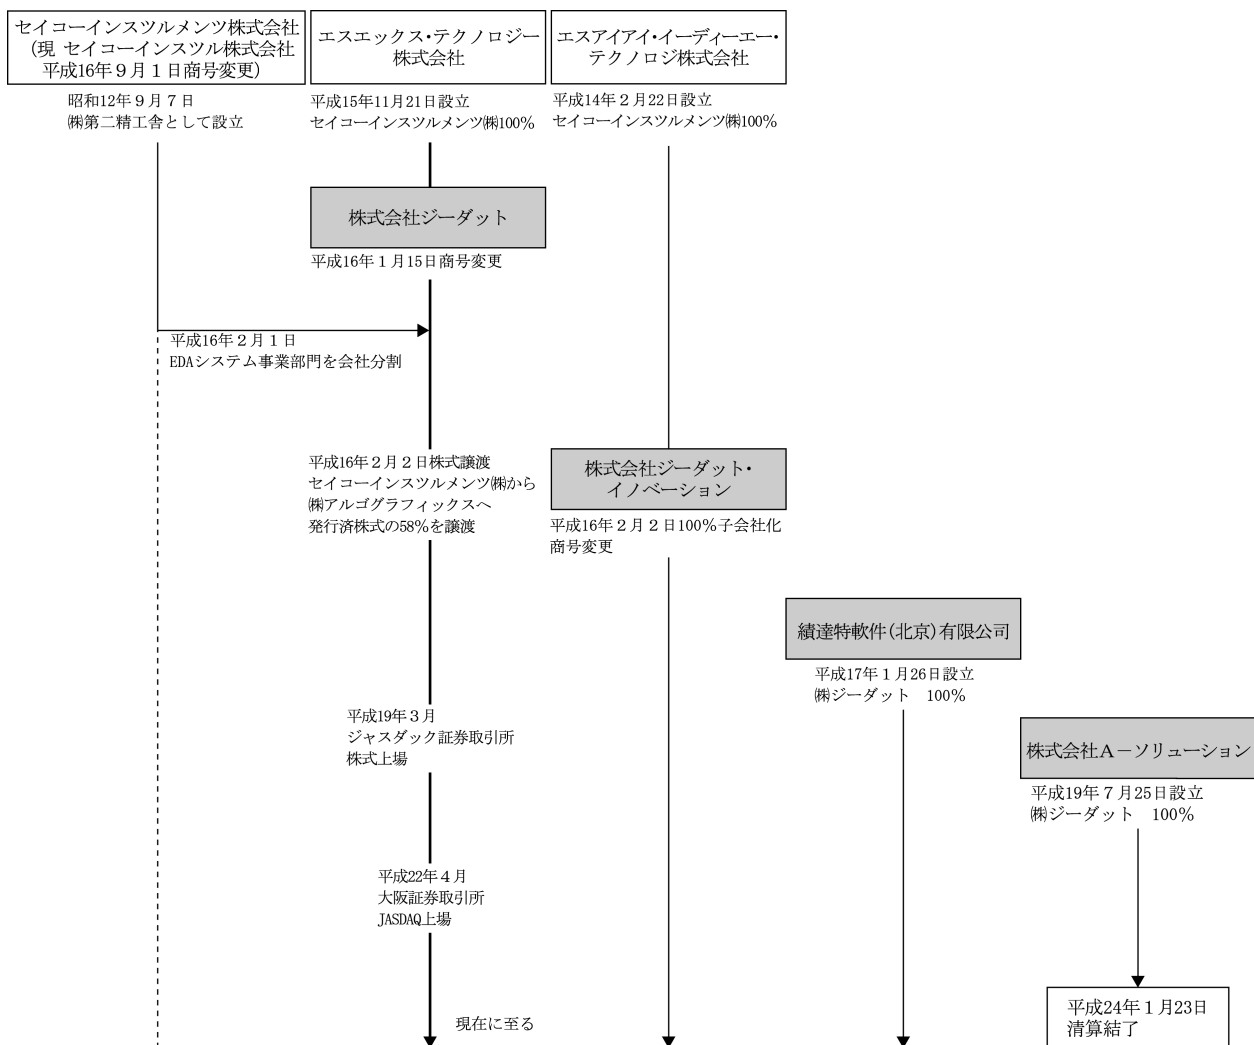 セイコーインスツルメンツ株式会社
(現 セイコーインスツル株式会社
平成16年９月１日商号変更)
昭和12年９月７日
㈱第二精工舎として設立
エスエックス・テクノロジー
株式会社
平成15年11月21日設立
セイコーインスツルメンツ㈱100%
エスアイアイ・イーディーエー・
テクノロジ株式会社
平成14年２月22日設立
セイコーインスツルメンツ㈱100%
株式会社ジーダット
平成16年１月15日商号変更
平成16年２月１日
EDAシステム事業部門を会社分割
平成16年２月２日株式譲渡
セイコーインスツルメンツ㈱から
㈱アルゴグラフィックスへ
発行済株式の58%を譲渡
株式会社ジーダット・
イノベーション
平成16年２月２日100%子会社化
商号変更
績達特軟件(北京)有限公司
平成17年１月26日設立
㈱ジーダット　100%
平成19年３月
ジャスダック証券取引所
株式上場
株式会社Ａ－ソリューション
平成19年７月25日設立
㈱ジーダット　100%
平成22年４月
大阪証券取引所
JASDAQ上場
現在に至る
平成24年１月23日
清算結了